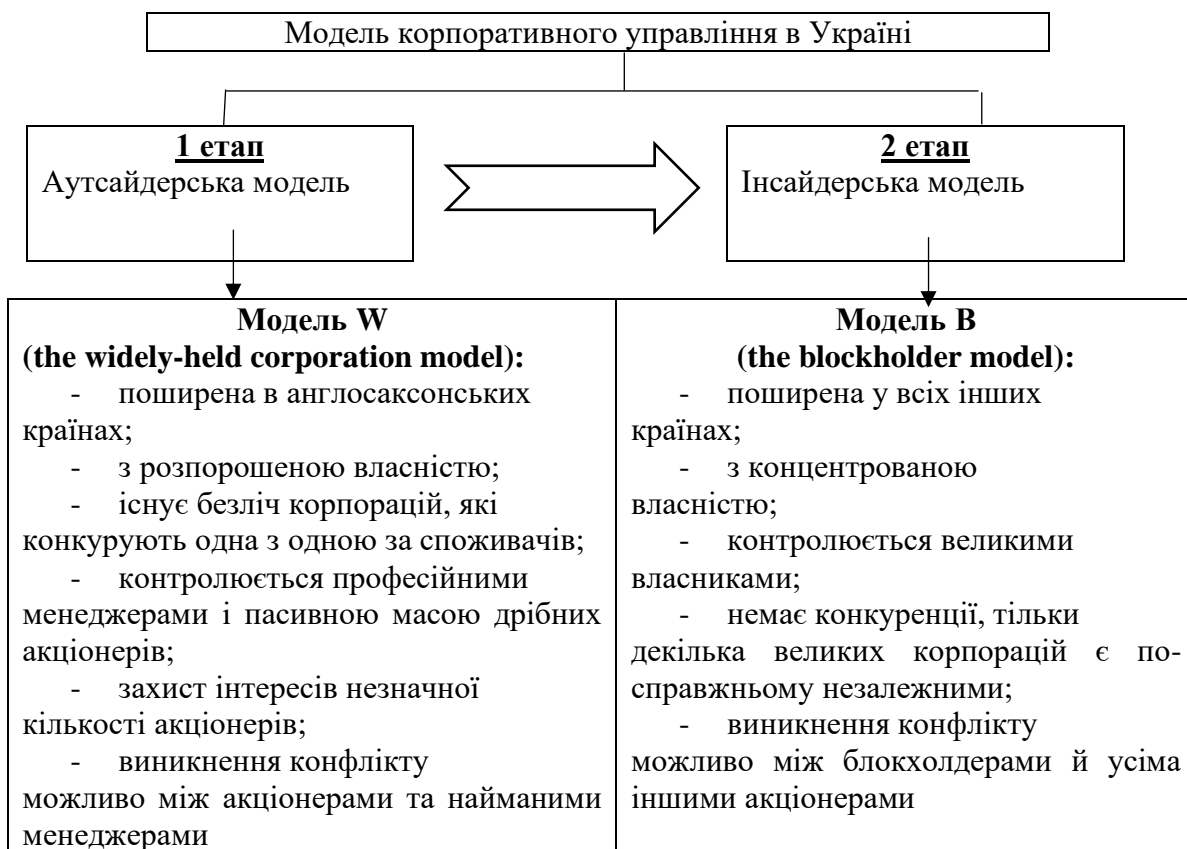 Модель корпоративного управління в Україні
1 етап
Аутсайдерська модель
2 етап
Інсайдерська модель
Модель W
(the widely-held corporation model):
- поширена в англосаксонських
країнах;
- з розпорошеною власністю;
- існує безліч корпорацій, які
конкурують одна з одною за споживачів;
- контролюється професійними
менеджерами і пасивною масою дрібних
акціонерів;
- захист інтересів незначної
кількості акціонерів;
- виникнення конфлікту
можливо між акціонерами та найманими
менеджерами
Модель В
(the blockholder model):
- поширена у всіх інших
країнах;
- з концентрованою
власністю;
- контролюється великими
власниками;
- немає конкуренції, тільки
декілька великих корпорацій є по-
справжньому незалежними;
- виникнення конфлікту
можливо між блокхолдерами й усіма
іншими акціонерами